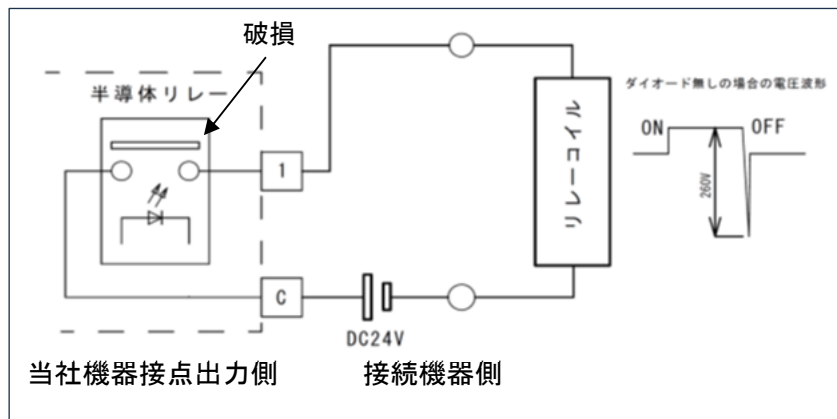 破損
半導体リレー
ダイオード無しの場合の電圧波形
ON
OFF
260V
リレーコイル
1
C
DC24V
当社機器接点出力側
接続機器側